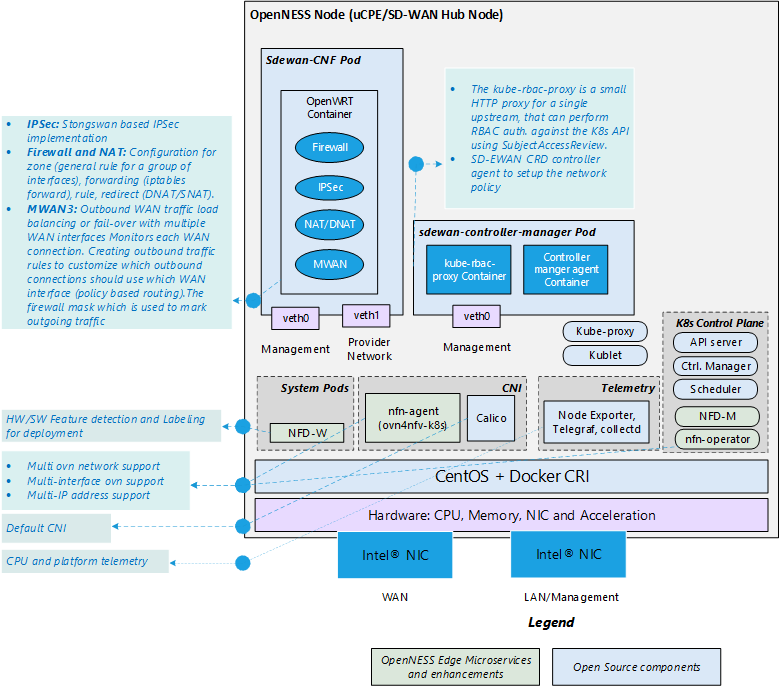 OpenNESS Node (uCPE/SD-WAN Hub Node)
Sdewan-CNF Pod
OpenWRT
Container
Firewall
IPSec
NAT/DNAT
MWAN
• The kube-rbac-proxy is a small
HTTP proxy for a single
upstream, that can perform
RBAC auth. against the K8s API
using SubjectAccessReview.
• SD-EWAN CRD controller
agent to setup the network
policy
• IPSec: Stongswan based IPSec
implementation
• Firewall and NAT: Configuration for
zone (general rule for a group of
interfaces), forwarding (iptables
forward), rule, redirect (DNAT/SNAT).
• MWAN3: Outbound WAN traffic load
balancing or fail-over with multiple
WAN interfaces Monitors each WAN
connection. Creating outbound traffic
rules to customize which outbound
connections should use which WAN
interface (policy based routing).The
firewall mask which is used to mark
outgoing traffic
sdewan-controller-manager Pod
kube-rbac-
proxy Container
Controller
manger agent
Container
veth0
veth1
veth0
Management
Provider
Network
Management
Kube-proxy
Kublet
K8s Control Plane
API server
Ctrl. Manager
Scheduler
NFD-M
nfn-operator
System Pods
NFD-W
CNI
nfn-agent
(ovn4nfv-k8s)
Calico
Telemetry
Node Exporter,
Telegraf, collectd
HW/SW Feature detection and Labeling
for deployment
• Multi ovn network support
• Multi-interface ovn support
• Multi-IP address support
Default CNI
CPU and platform telemetry
CentOS + Docker CRI
Hardware: CPU, Memory, NIC and Acceleration
Intel® NIC
Intel® NIC
WAN
LAN/Management
Legend
OpenNESS Edge Microservices
and enhancements
Open Source components